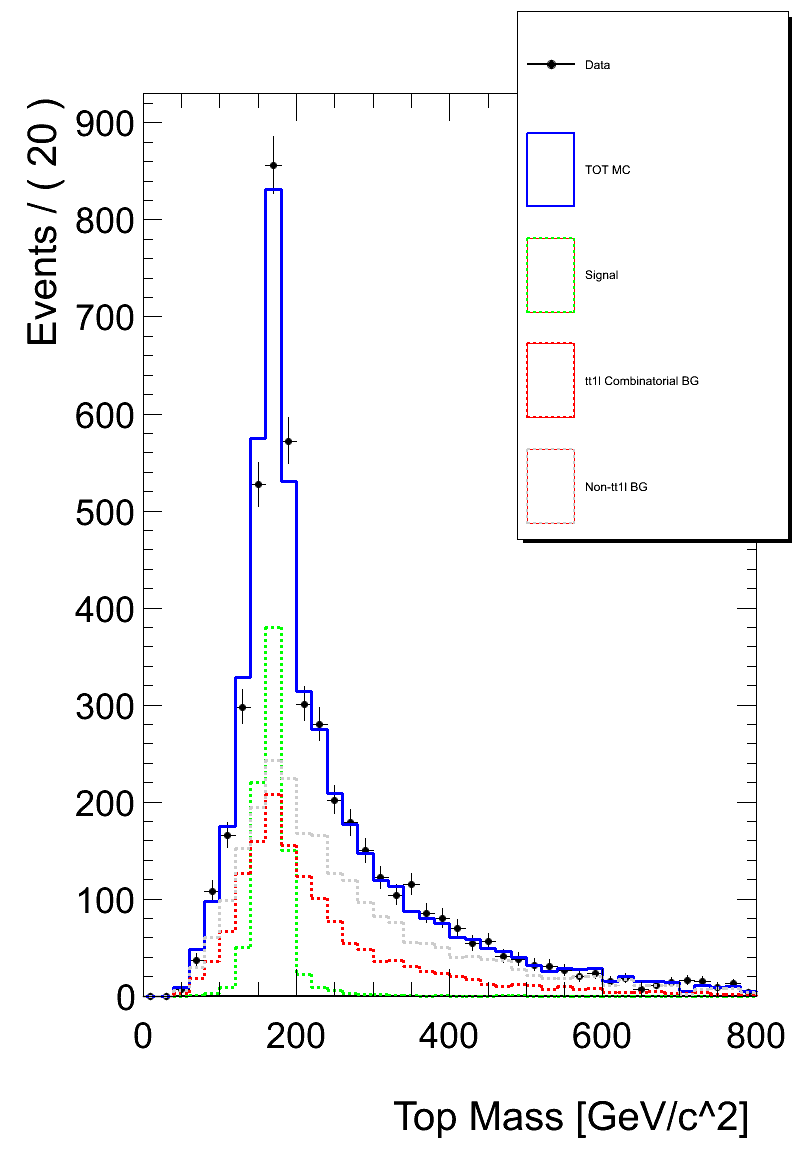 Data
TOT MC
Signal
tt1l Combinatorial BG
Non-tt1l BG
Events / ( 20 )
900
800
700
600
500
400
300
200
100
0
0 200 400 600 800
Top Mass [GeV/c^2]